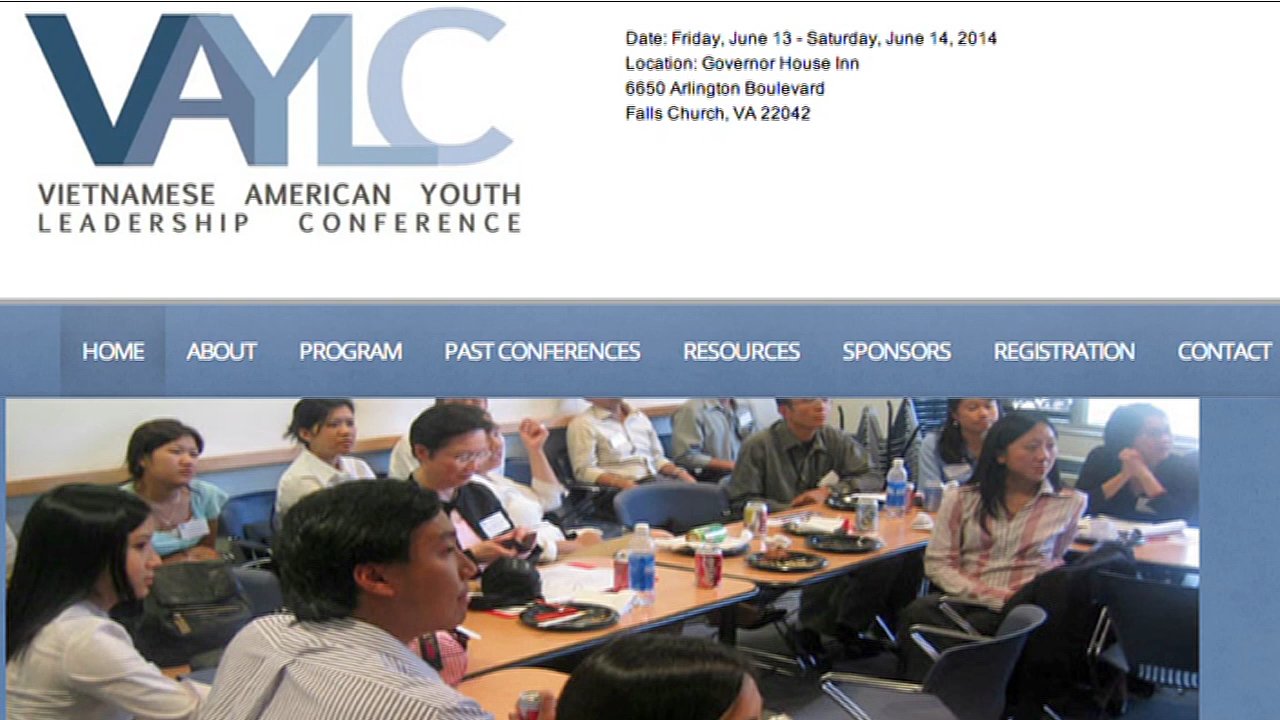 VAYLC
VIETNAMESE AMERICAN YOUTH
LEADERSHIP CONFERENCE
Date: Friday, June 13 - Saturday, June 14, 2014
Location: Governor House Inn
6650 Arlington Boulevard
Falls Church, VA 22042
HOME ABOUT PROGRAM PAST CONFERENCES RESOURCES SPONSORS REGISTRATION CONTACT